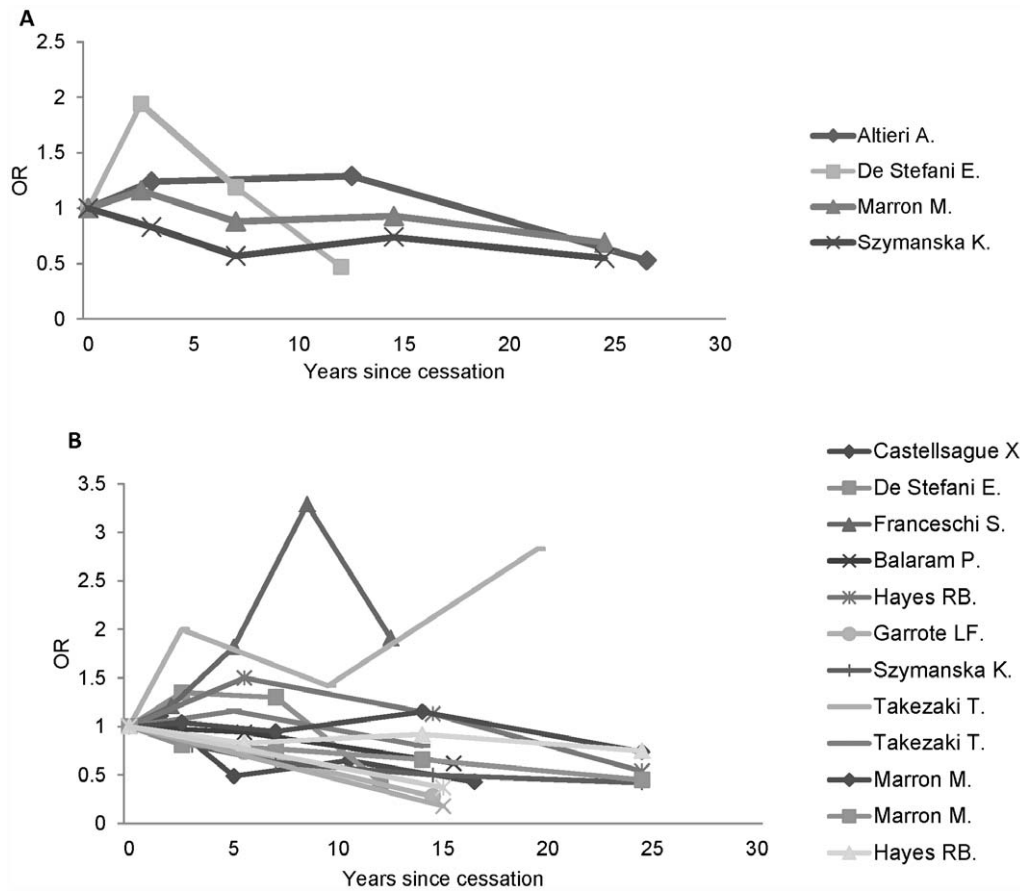 A
2.5
2
1.5
1
0.5
0
OR
0 5 10 15 20 25 30
Years since cessation
Altieri A.
De Stefani E.
Marron M.
Szymanska K.
B
3.5
3
2.5
2
1.5
1
0.5
0
OR
0 5 10 15 20 25 30
Years since cessation
Castellsague X
De Stefani E.
Franceschi S.
Balaram P.
Hayes RB.
Garrote LF.
Szymanska K.
Takezaki T.
Takezaki T.
Marron M.
Marron M.
Hayes RB.